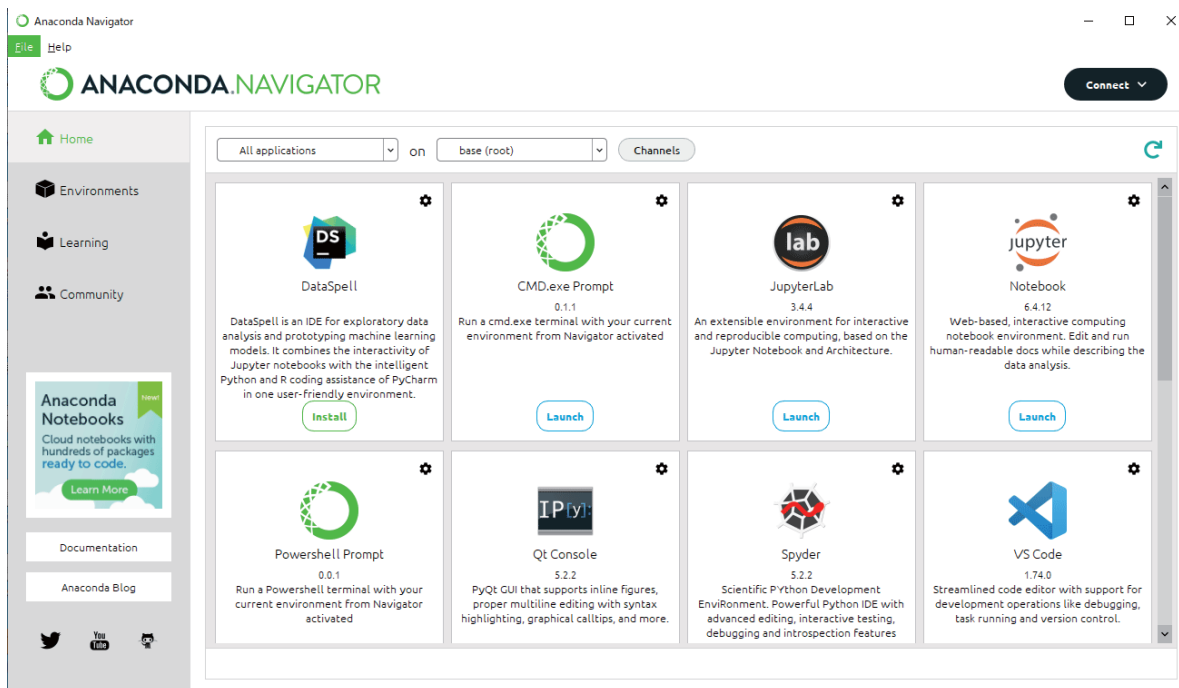 Anaconda Navigator
File Help
ANACONDA.NAVIGATOR
Connect
Home
Environments
Learning
Community
Anaconda
Notebooks
New!
Cloud notebooks with
hundreds of packages
ready to code.
Learn More
Documentation
Anaconda Blog
You
Tube
All applications on base (root) Channels
DS
DataSpell
DataSpell is an IDE for exploratory data
analysis and prototyping machine learning
models. It combines the interactivity of
Jupyter notebooks with the intelligent
Python and R coding assistance of PyCharm
in one user-friendly environment.
Install
CMD.exe Prompt
0.1.1
Run a cmd.exe terminal with your current
environment from Navigator activated
Launch
lab
JupyterLab
3.4.4
An extensible environment for interactive
and reproducible computing, based on the
Jupyter Notebook and Architecture.
Launch
jupyter
Notebook
6.4.12
Web-based, interactive computing
notebook environment. Edit and run
human-readable docs while describing the
data analysis.
Launch
Powershell Prompt
0.0.1
Run a Powershell terminal with your
current environment from Navigator
activated
IP[y]:
Qt Console
5.2.2
PyQt GUI that supports inline figures,
proper multiline editing with syntax
highlighting, graphical calltips, and more.
Spyder
5.2.2
Scientific PYthon Development
EnviRonment. Powerful Python IDE with
advanced editing, interactive testing,
debugging and introspection features
VS Code
1.74.0
Streamlined code editor with support for
development operations like debugging,
task running and version control.